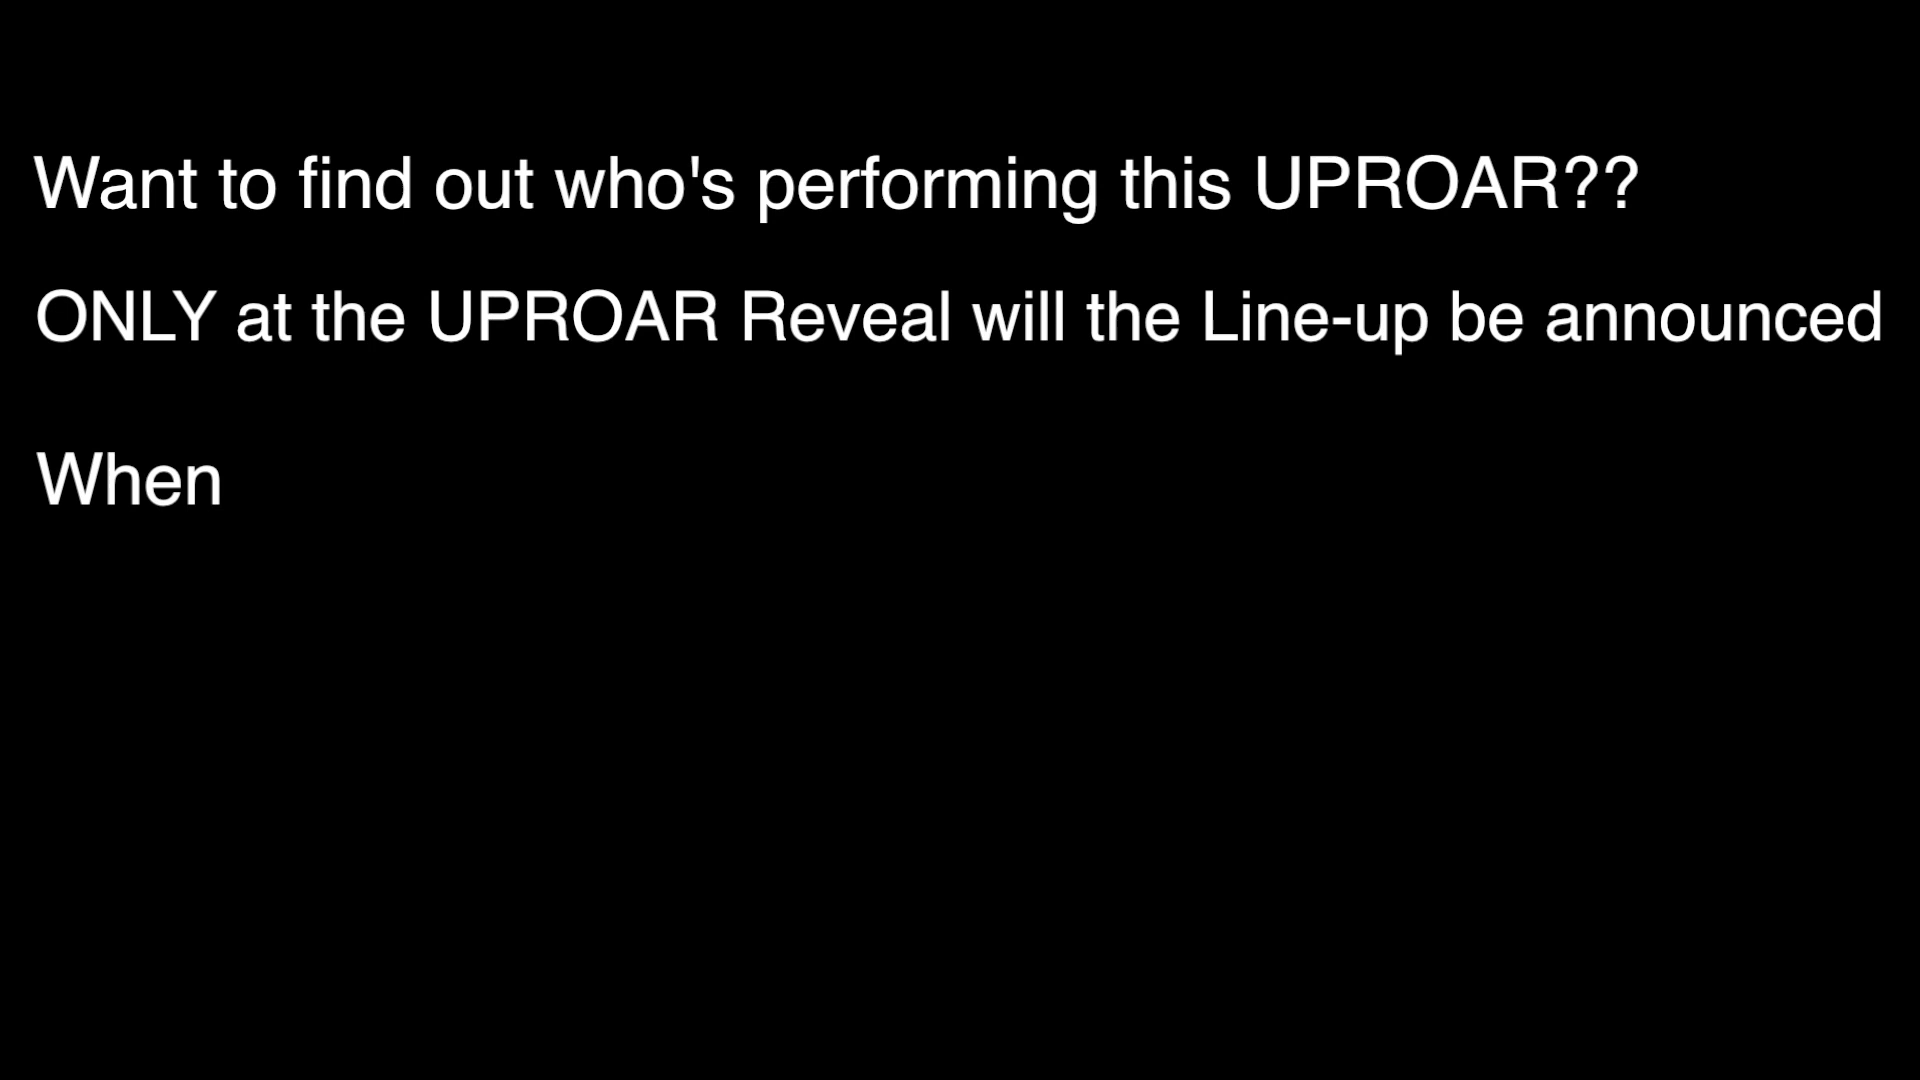 Want to find out who's performing this UPROAR??
ONLY at the UPROAR Reveal will the Line-up be announced
When